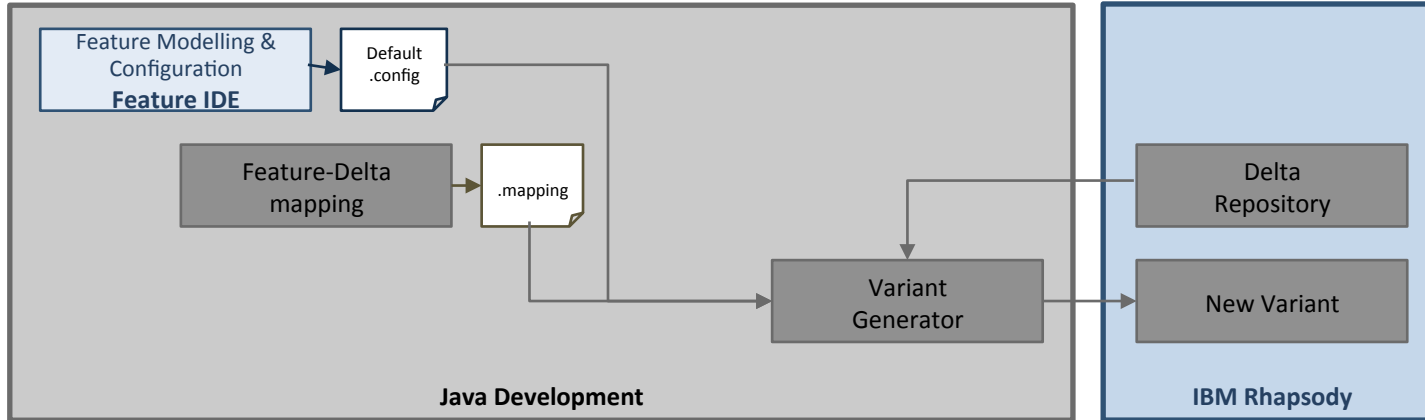 Feature Modelling &
Configuration
Feature IDE
Default
.config
Feature-Delta
mapping
.mapping
Delta
Repository
Variant
Generator
New Variant
Java Development
IBM Rhapsody